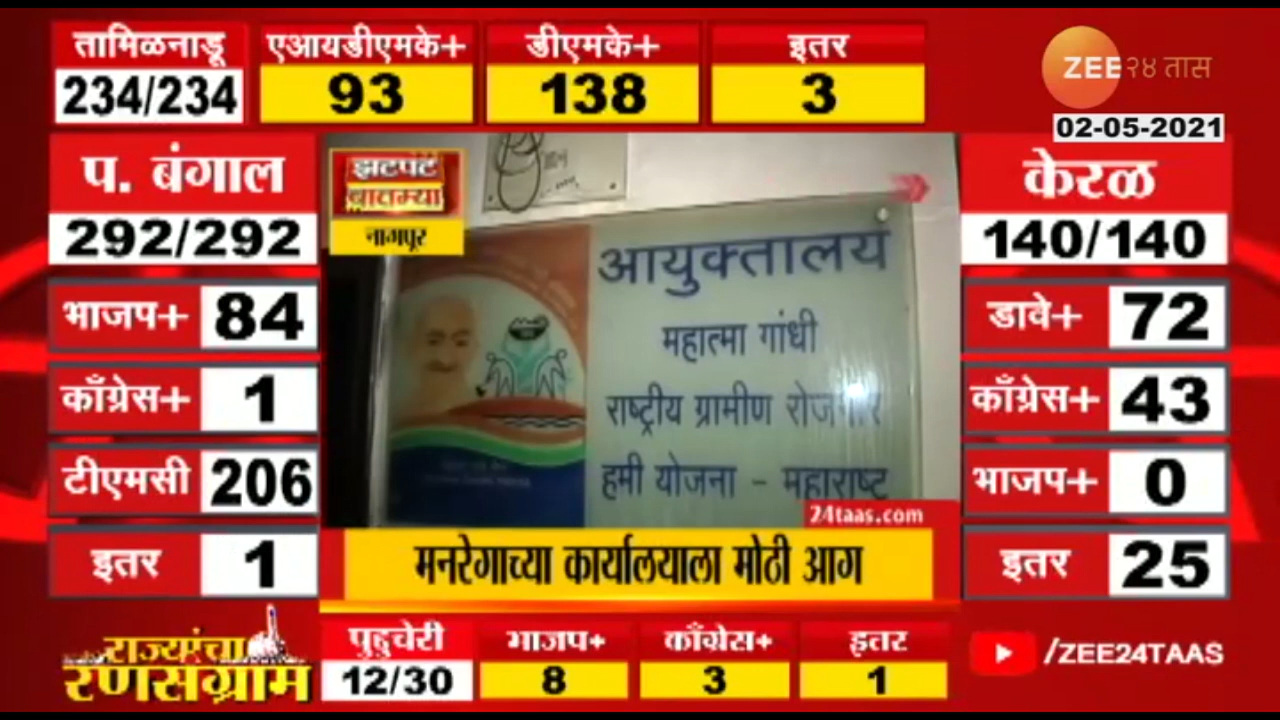 तामिळनाडू
234/234
एआयडीएमके+
93
डीएमके+
138
इतर
3
ZEE २४ तास
02-05-2021
प. बंगाल
292/292
भाजप+ 84
काँग्रेस+ 1
टीएमसी 206
इतर 1
झटपट
बातम्या
नागपूर
आयुक्तालय
महात्मा गांधी
राष्ट्रीय ग्रामीण रोजगार
हमी योजना - महाराष्ट
24taas.com
मनरेगाच्या कार्यालयाला मोठी आग
केरळ
140/140
डावे+ 72
काँग्रेस+ 43
भाजप+ 0
इतर 25
राज्यांचा
रणसंग्राम
पुद्दुचेरी
12/30
भाजप+
8
काँग्रेस+
3
इतर
1
/ZEE24TAAS